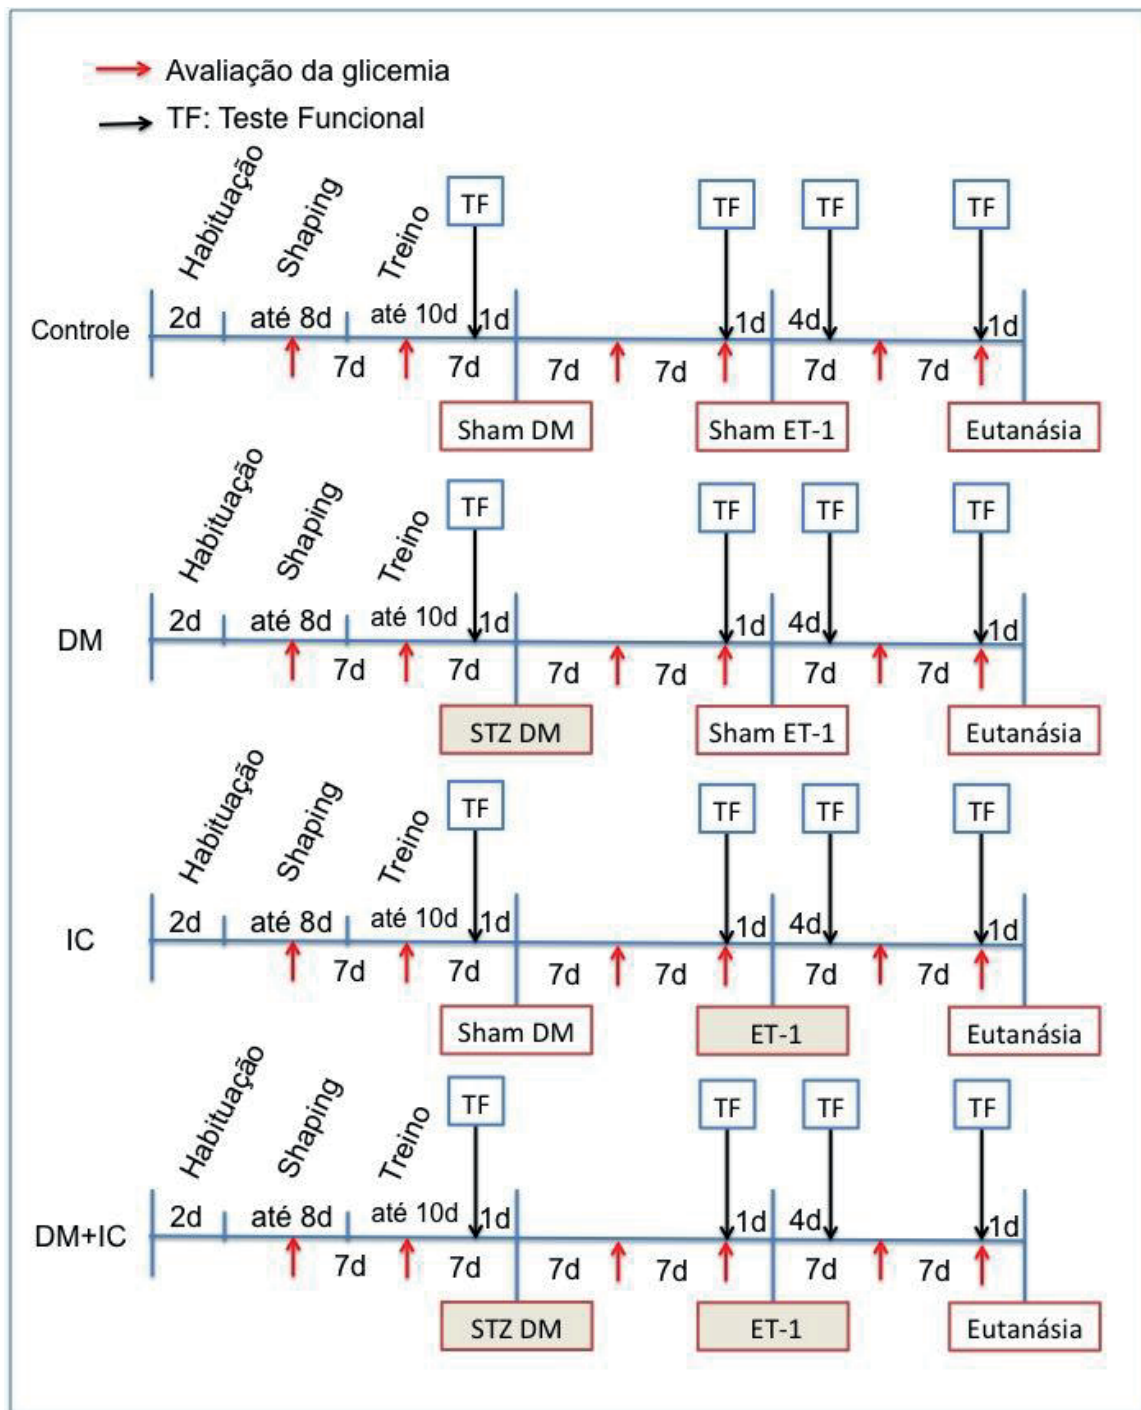 Avaliação da glicemia
TF: Teste Funcional
Habituação Shaping Treino TF TF TF TF
Controle 2d até 8d até 10d 1d 1d 4d 1d
7d 7d 7d 7d 7d 7d
Sham DM Sham ET-1 Eutanásia
Habituação Shaping Treino TF TF TF TF
DM 2d até 8d até 10d 1d 1d 4d 1d
7d 7d 7d 7d 7d 7d
STZ DM Sham ET-1 Eutanásia
Habituação Shaping Treino TF TF TF TF
IC 2d até 8d até 10d 1d 1d 4d 1d
7d 7d 7d 7d 7d 7d
Sham DM ET-1 Eutanásia
Habituação Shaping Treino TF TF TF TF
DM+IC 2d até 8d até 10d 1d 1d 4d 1d
7d 7d 7d 7d 7d 7d
STZ DM ET-1 Eutanásia